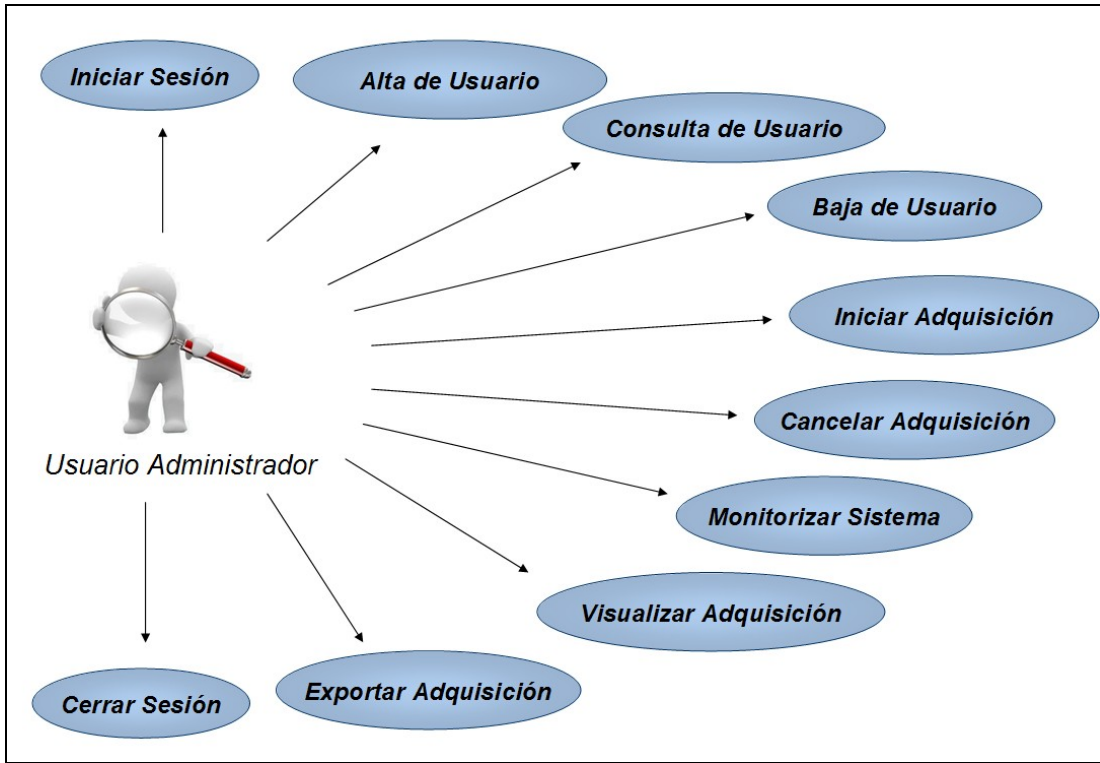 Iniciar Sesión
Alta de Usuario
Consulta de Usuario
Baja de Usuario
Iniciar Adquisición
Cancelar Adquisición
Usuario Administrador
Monitorizar Sistema
Visualizar Adquisición
Exportar Adquisición
Cerrar Sesión